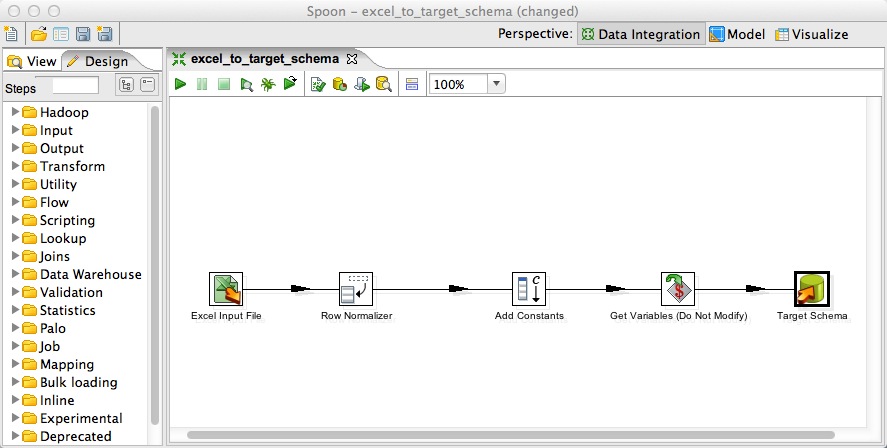 Spoon - excel_to_target_schema (changed)
Perspective: Data Integration Model Visualize
View Design
excel_to_target_schema
Steps
100%
Hadoop
Input
Output
Transform
Utility
Flow
Scripting
Lookup
Joins
Data Warehouse
Validation
Statistics
Palo
Job
Mapping
Bulk loading
Inline
Experimental
Deprecated
Excel Input File
Row Normalizer
Add Constants
Get Variables (Do Not Modify)
Target Schema